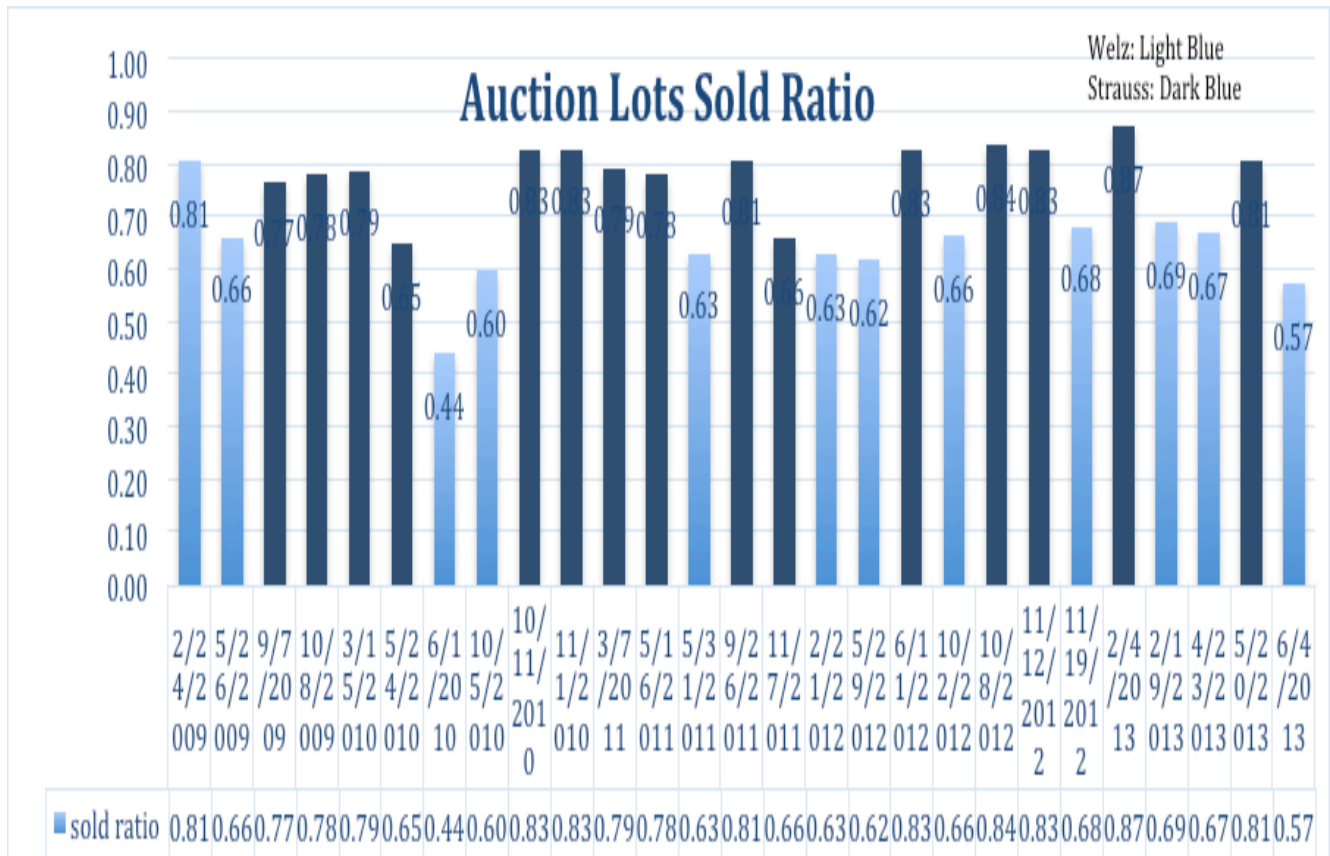 Welz: Light Blue
Strauss: Dark Blue
Auction Lots Sold Ratio
1.00
0.90
0.80
0.70
0.60
0.50
0.40
0.30
0.20
0.10
0.00
0.81 0.66 0.77 0.78 0.79 0.65 0.44 0.60 0.83 0.83 0.79 0.78 0.63 0.81 0.66 0.63 0.62 0.83 0.66 0.84 0.83 0.68 0.87 0.69 0.67 0.81 0.57
2/24/2009 5/26/2009 9/7/2009 10/8/2009 3/15/2010 5/24/2010 6/1/2010 10/5/2010 10/11/2010 11/1/2010 3/7/2011 5/16/2011 5/31/2011 9/26/2011 11/7/2011 2/21/2012 5/29/2012 6/11/2012 10/2/2012 10/8/2012 11/12/2012 11/19/2012 2/4/2013 2/19/2013 4/23/2013 5/20/2013 6/4/2013
sold ratio 0.81 0.66 0.77 0.78 0.79 0.65 0.44 0.60 0.83 0.83 0.79 0.78 0.63 0.81 0.66 0.63 0.62 0.83 0.66 0.84 0.83 0.68 0.87 0.69 0.67 0.81 0.57